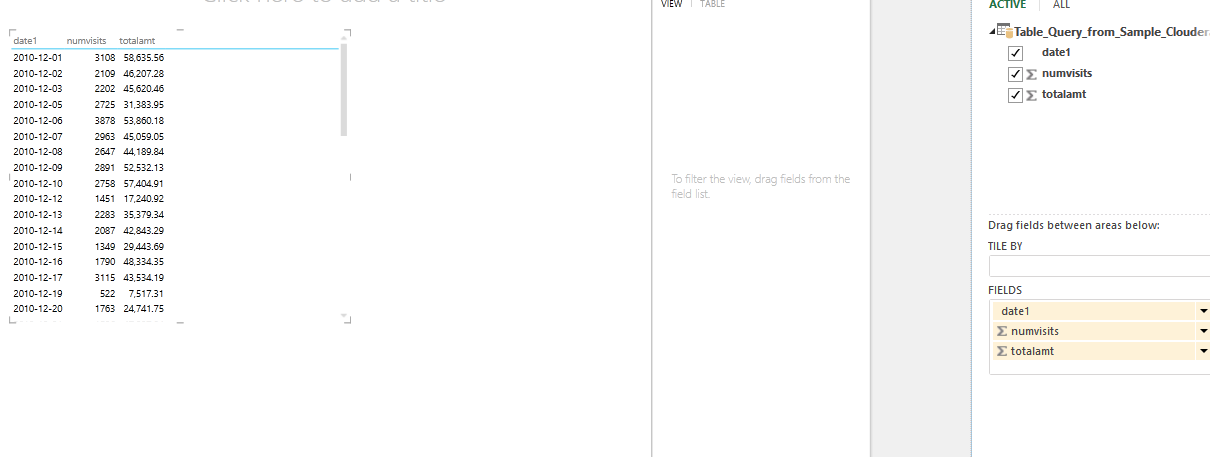 Click here to add a title
date1 numvisits totalamt
2010-12-01 3108 58,635.56
2010-12-02 2109 46,207.28
2010-12-03 2202 45,620.46
2010-12-05 2725 31,383.95
2010-12-06 3878 53,860.18
2010-12-07 2963 45,059.05
2010-12-08 2647 44,189.84
2010-12-09 2891 52,532.13
2010-12-10 2758 57,404.91
2010-12-12 1451 17,240.92
2010-12-13 2283 35,379.34
2010-12-14 2087 42,843.29
2010-12-15 1349 29,443.69
2010-12-16 1790 48,334.35
2010-12-17 3115 43,534.19
2010-12-19 522 7,517.31
2010-12-20 1763 24,741.75
VIEW TABLE
To filter the view, drag fields from the
field list.
ACTIVE ALL
Table_Query_from_Sample_Clouder
date1
Σ numvisits
Σ totalamt
Drag fields between areas below:
TILE BY
FIELDS
date1
Σ numvisits
Σ totalamt